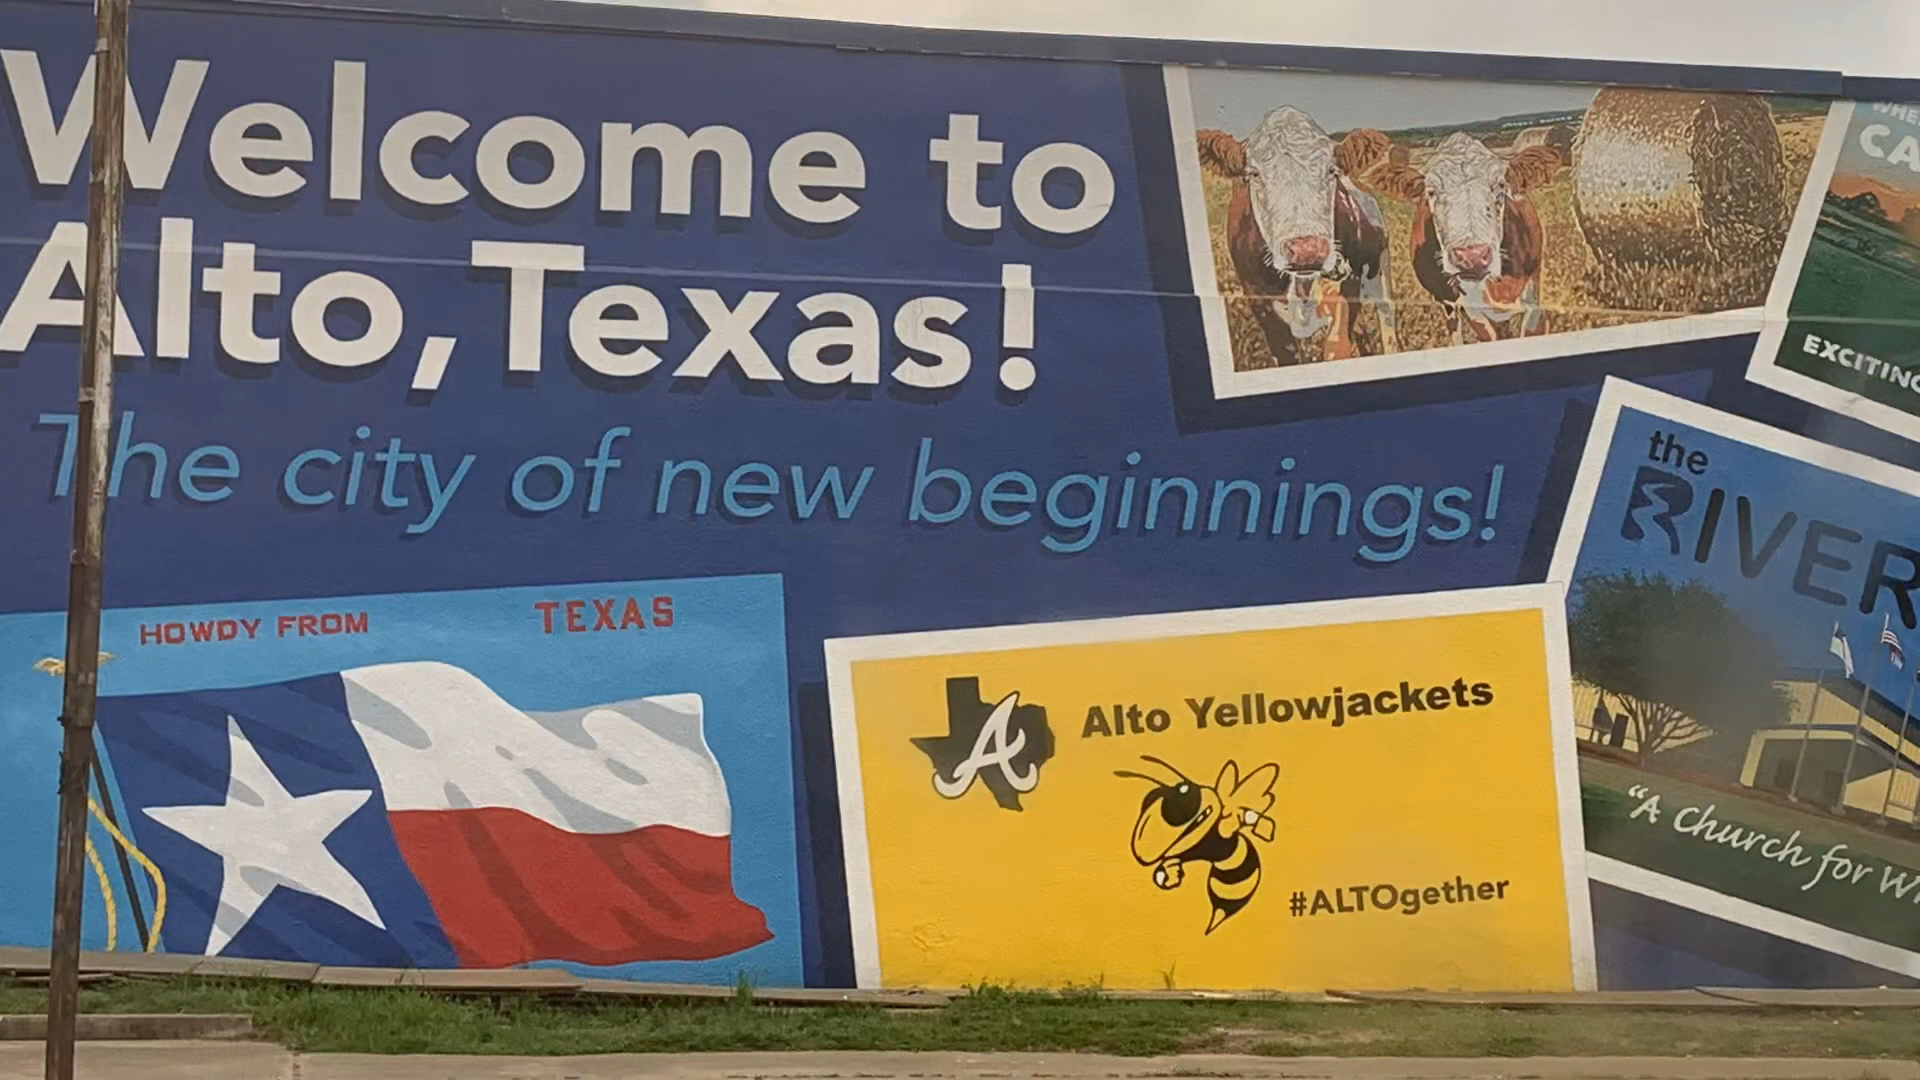 Welcome to
Alto, Texas!
The city of new beginnings!
HOWDY FROM TEXAS
A
Alto Yellowjackets
#ALTOgether
EXCITING
the
RIVER
"A Church for